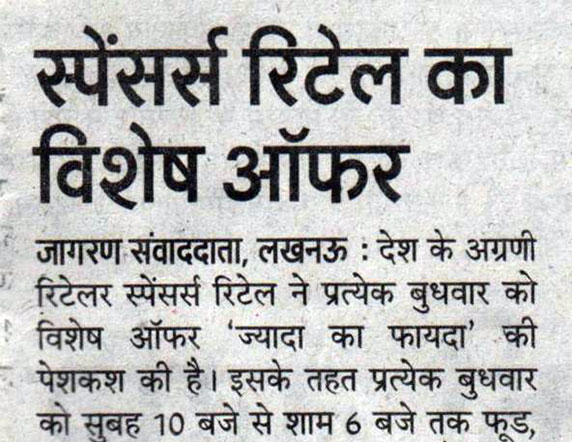 स्पेंसर्स रिटेल का
विशेष ऑफर
जागरण संवाददाता, लखनऊ : देश के अग्रणी
रिटेलर स्पेंसर्स रिटेल ने प्रत्येक बुधवार को
विशेष ऑफर 'ज्यादा का फायदा' की
पेशकश की है। इसके तहत प्रत्येक बुधवार
को सुबह 10 बजे से शाम 6 बजे तक फूड,